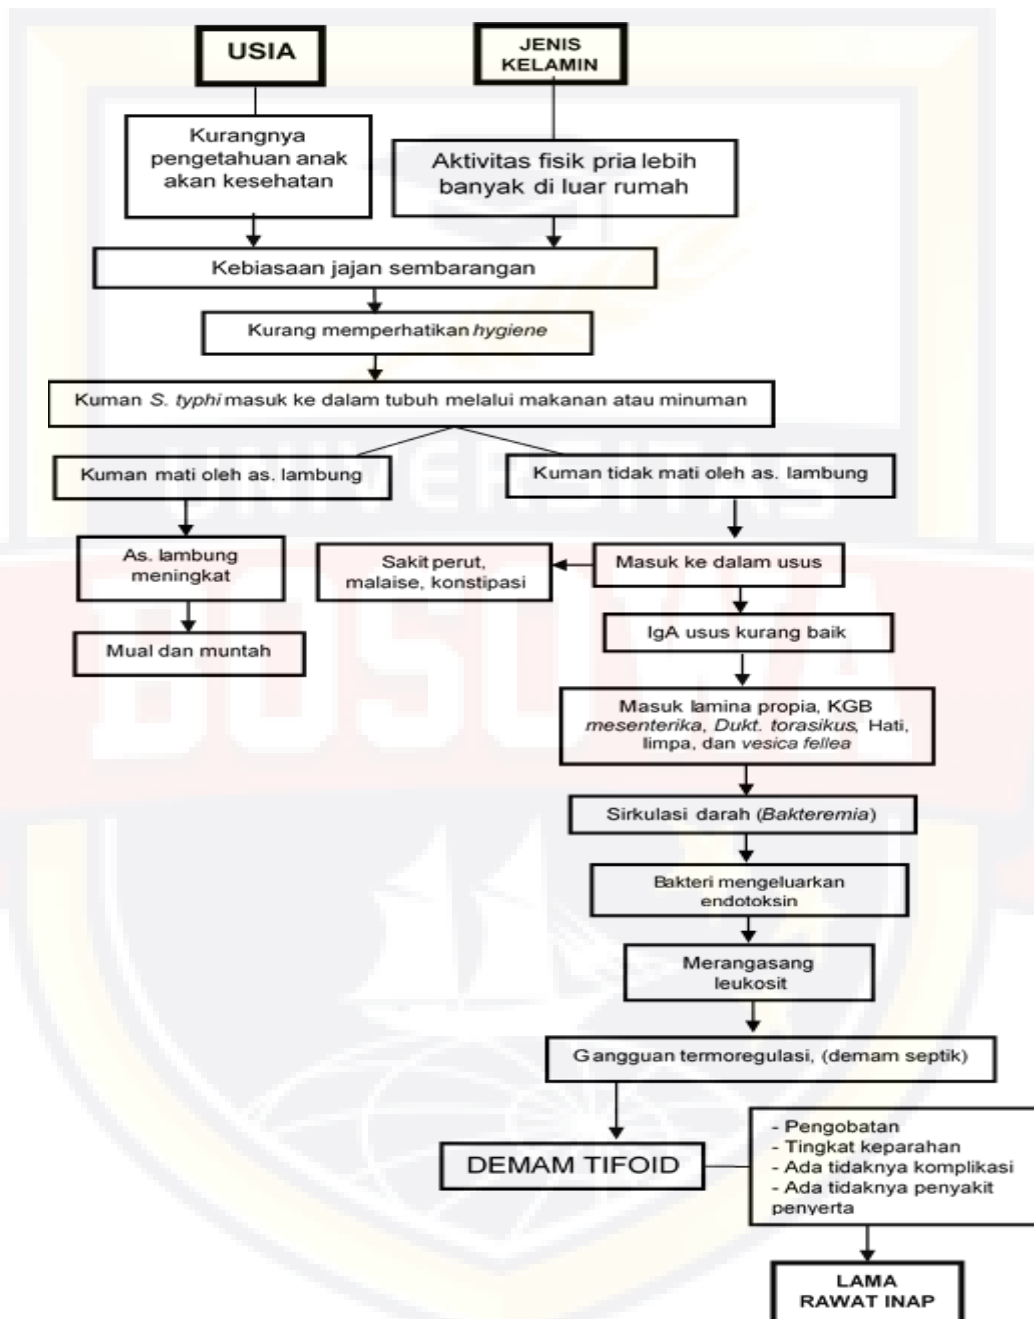 USIA
JENIS
KELAMIN
Kurangnya
pengetahuan anak
akan kesehatan
Aktivitas fisik pria lebih
banyak di luar rumah
Kebiasaan jajan sembarangan
Kurang memperhatikan hygiene
Kuman S. typhi masuk ke dalam tubuh melalui makanan atau minuman
Kuman mati oleh as. lambung
Kuman tidak mati oleh as. lambung
As. lambung
meningkat
Sakit perut,
malaise, konstipasi
Masuk ke dalam usus
Mual dan muntah
IgA usus kurang baik
Masuk lamina propia, KGB
mesenterika, Dukt. torasikus, Hati,
limpa, dan vesica fellea
Sirkulasi darah (Bakteremia)
Bakteri mengeluarkan
endotoksin
Merangasang
leukosit
Gangguan termoregulasi, (demam septik)
DEMAM TIFOID
- Pengobatan
- Tingkat keparahan
- Ada tidaknya komplikasi
- Ada tidaknya penyakit
penyerta
LAMA
RAWAT INAP
UNIVERSITAS
BOSOWA